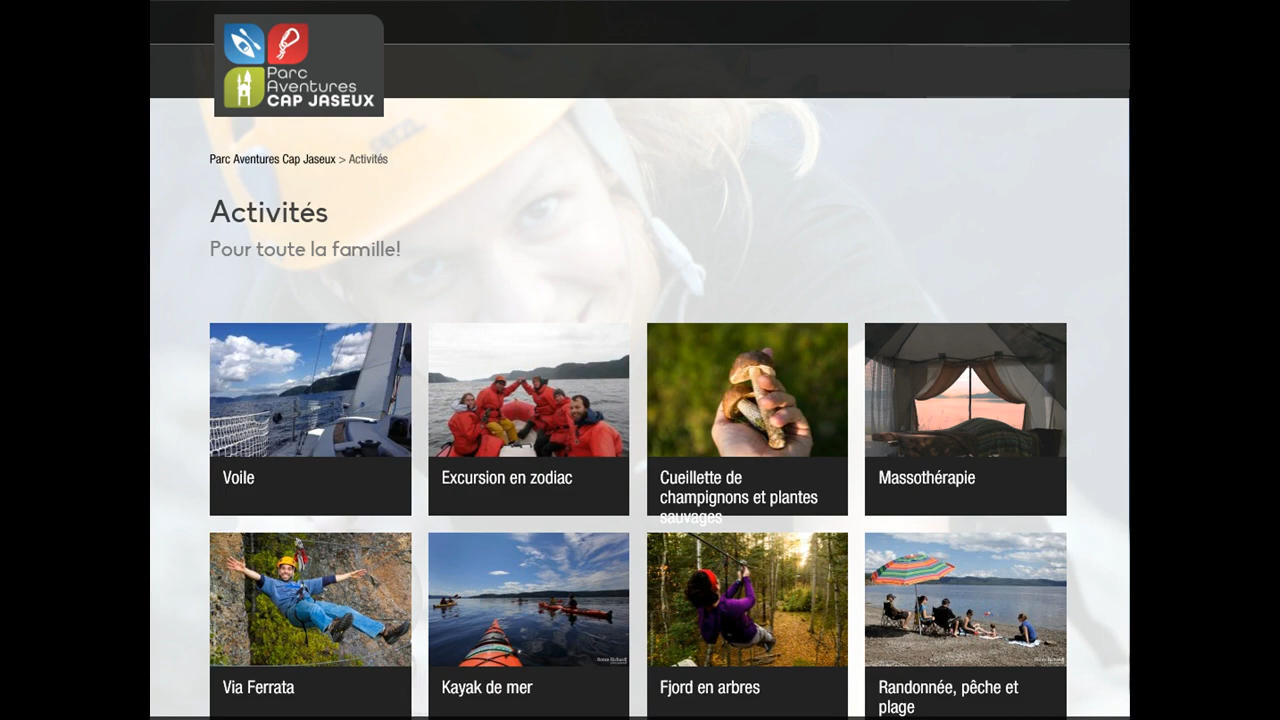 Parc
Aventures
CAP JASEUX
Parc Aventures Cap Jaseux > Activités
Activités
Pour toute la famille!
Voile
Excursion en zodiac
Cueillette de
champignons et plantes
sauvages
Massothérapie
Via Ferrata
Kayak de mer
Fjord en arbres
Randonnée, pêche et
plage